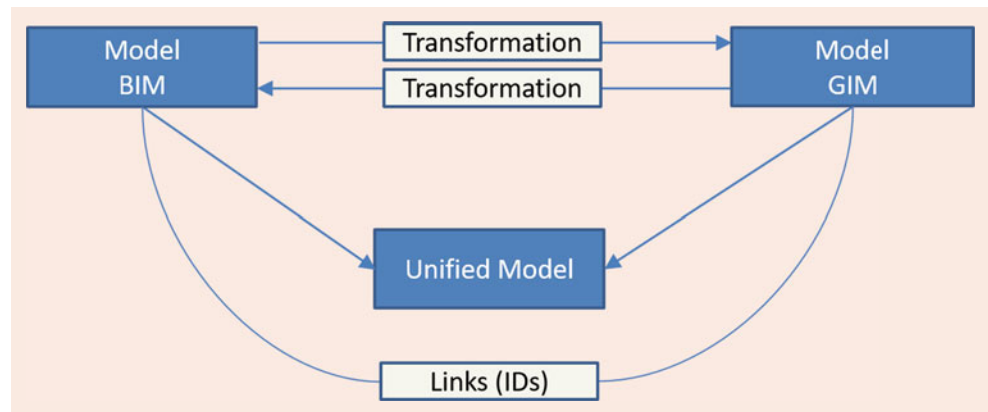 Model
BIM
Transformation
Transformation
Model
GIM
Unified Model
Links (IDs)